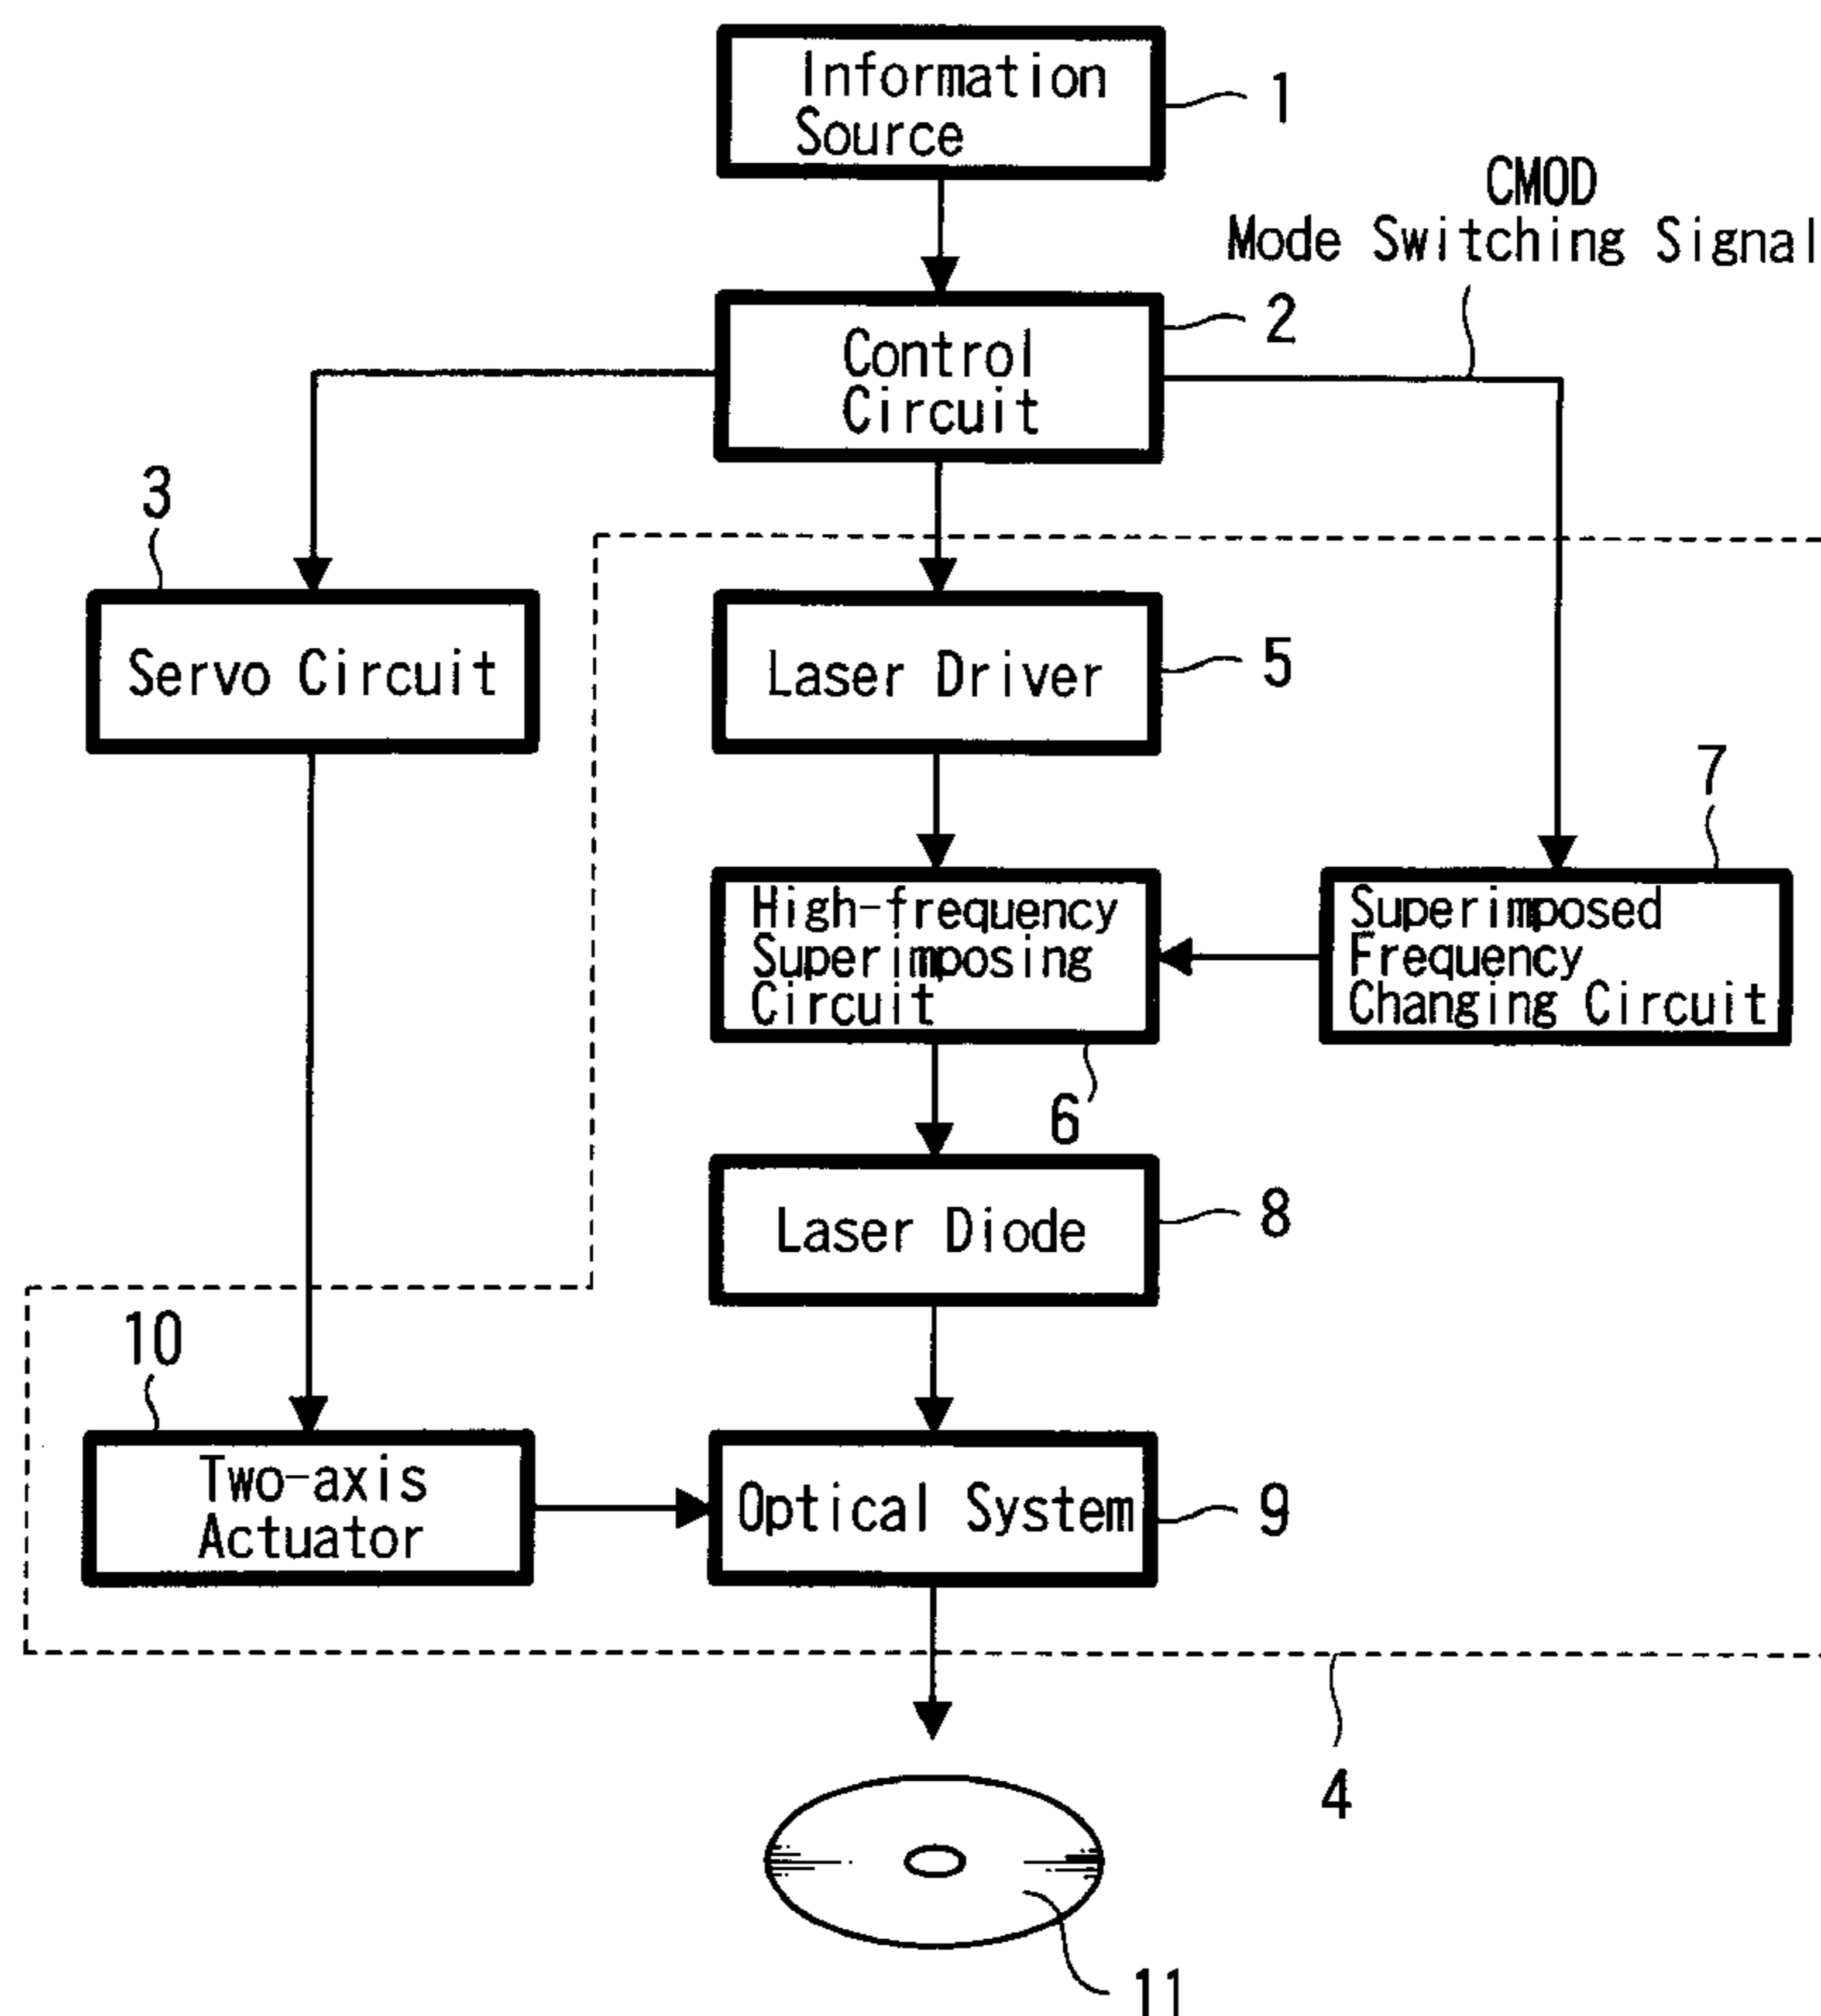 Information
Source
1
CMOD
Mode Switching Signal
2
Control
Circuit
3
Servo Circuit
Laser Driver
5
7
High-frequency
Superimposing
Circuit
Superimposed
Frequency
Changing Circuit
6
Laser Diode
8
10
Two-axis
Actuator
Optical System
9
4
11